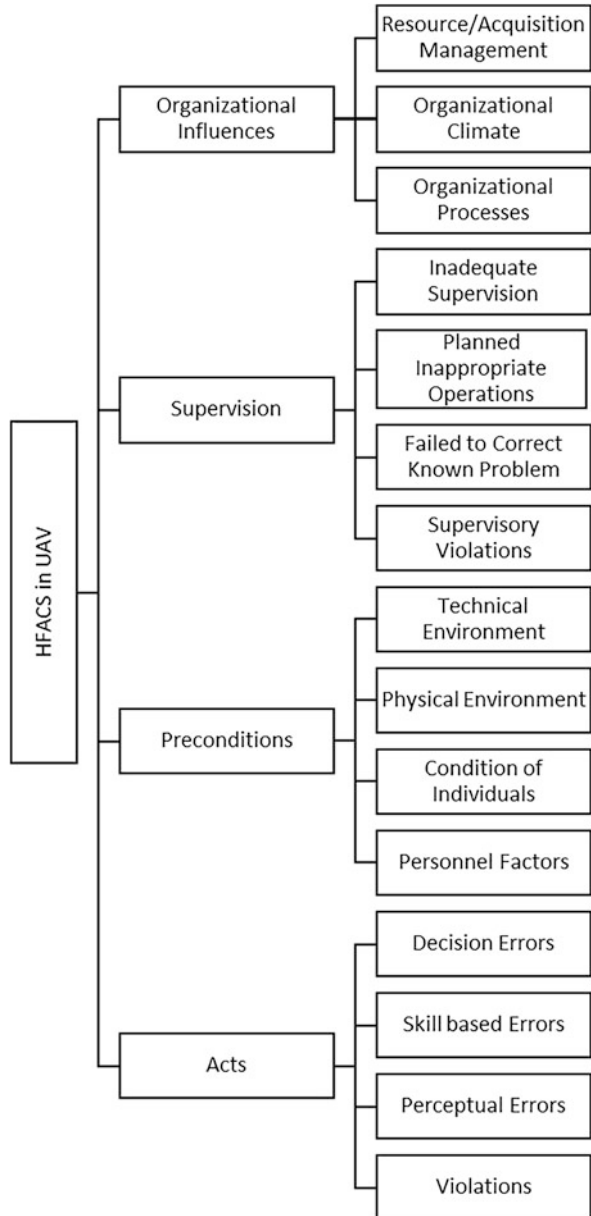 HFACS in UAV
Organizational
Influences
Resource/Acquisition
Management
Organizational
Climate
Organizational
Processes
Supervision
Inadequate
Supervision
Planned
Inappropriate
Operations
Failed to Correct
Known Problem
Supervisory
Violations
Preconditions
Technical
Environment
Physical Environment
Condition of
Individuals
Personnel Factors
Acts
Decision Errors
Skill based Errors
Perceptual Errors
Violations